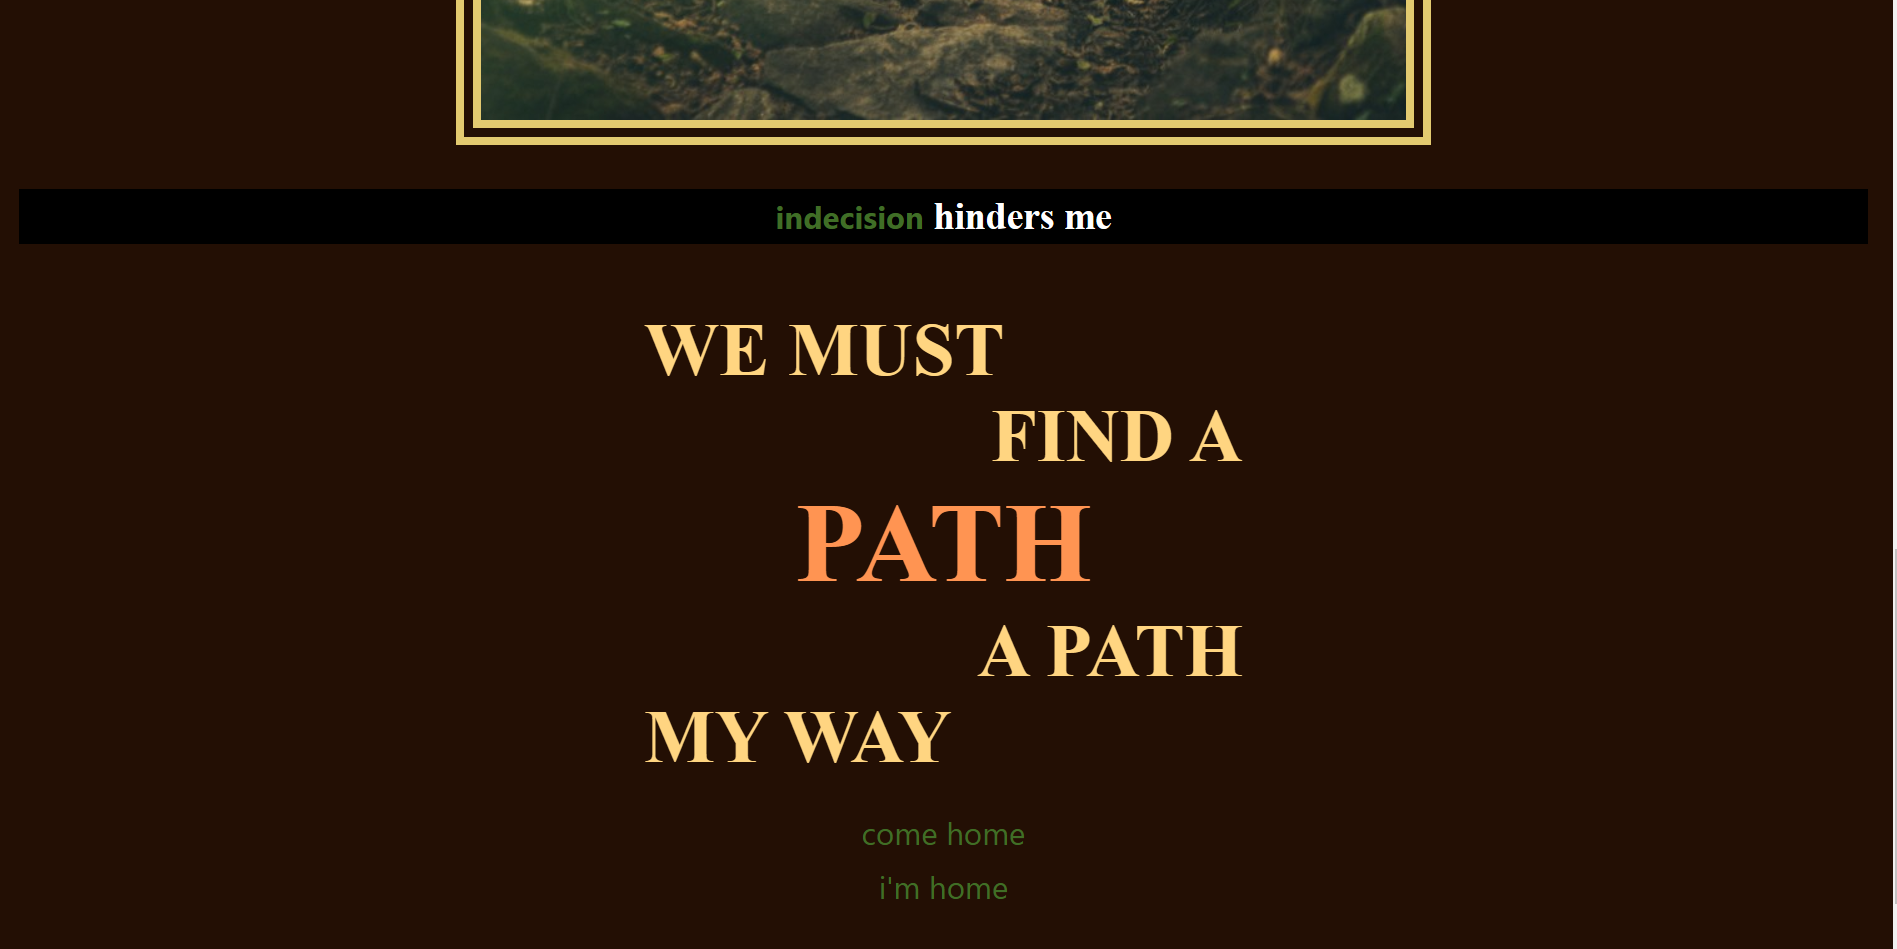 indecision hinders me
WE MUST
FIND A
PATH
A PATH
MY WAY
come home
i'm home